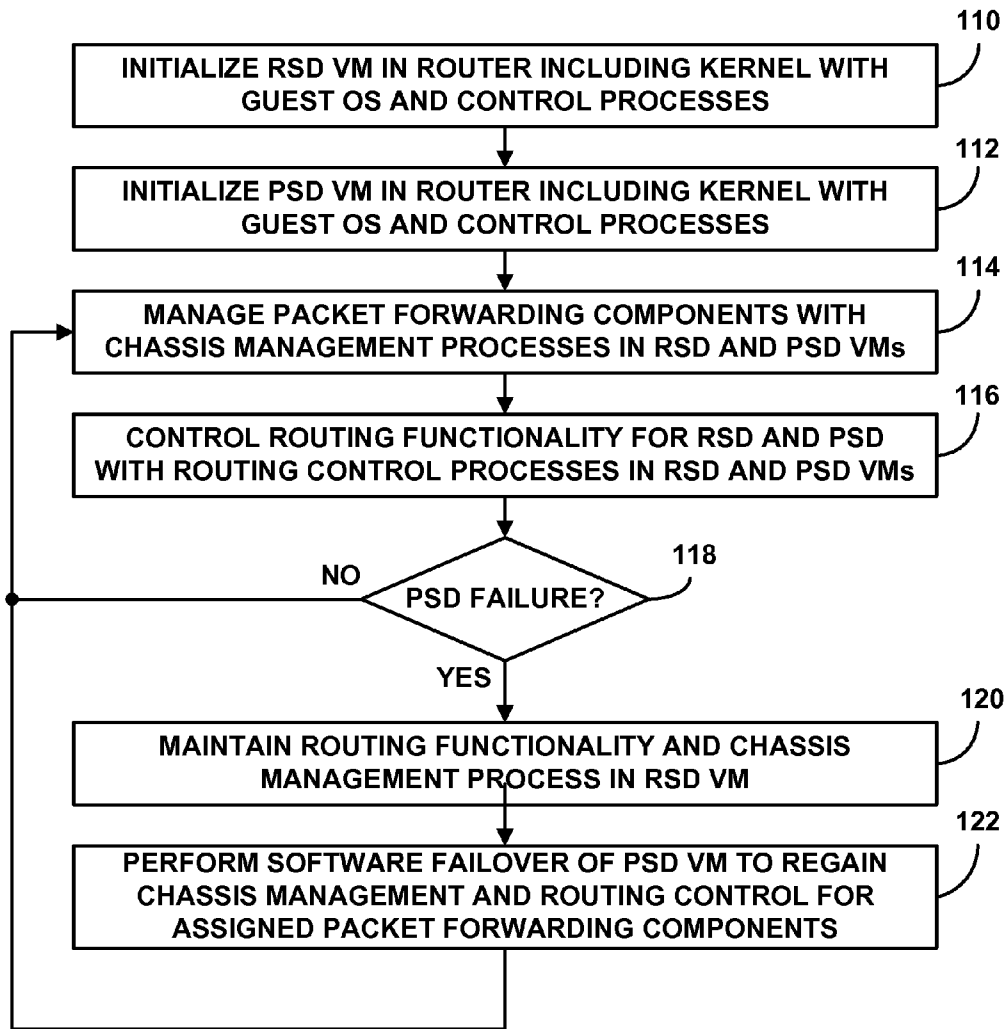 110
INITIALIZE RSD VM IN ROUTER INCLUDING KERNEL WITH
GUEST OS AND CONTROL PROCESSES
112
INITIALIZE PSD VM IN ROUTER INCLUDING KERNEL WITH
GUEST OS AND CONTROL PROCESSES
114
MANAGE PACKET FORWARDING COMPONENTS WITH
CHASSIS MANAGEMENT PROCESSES IN RSD AND PSD VMs
116
CONTROL ROUTING FUNCTIONALITY FOR RSD AND PSD
WITH ROUTING CONTROL PROCESSES IN RSD AND PSD VMs
118
NO
PSD FAILURE?
YES
120
MAINTAIN ROUTING FUNCTIONALITY AND CHASSIS
MANAGEMENT PROCESS IN RSD VM
122
PERFORM SOFTWARE FAILOVER OF PSD VM TO REGAIN
CHASSIS MANAGEMENT AND ROUTING CONTROL FOR
ASSIGNED PACKET FORWARDING COMPONENTS